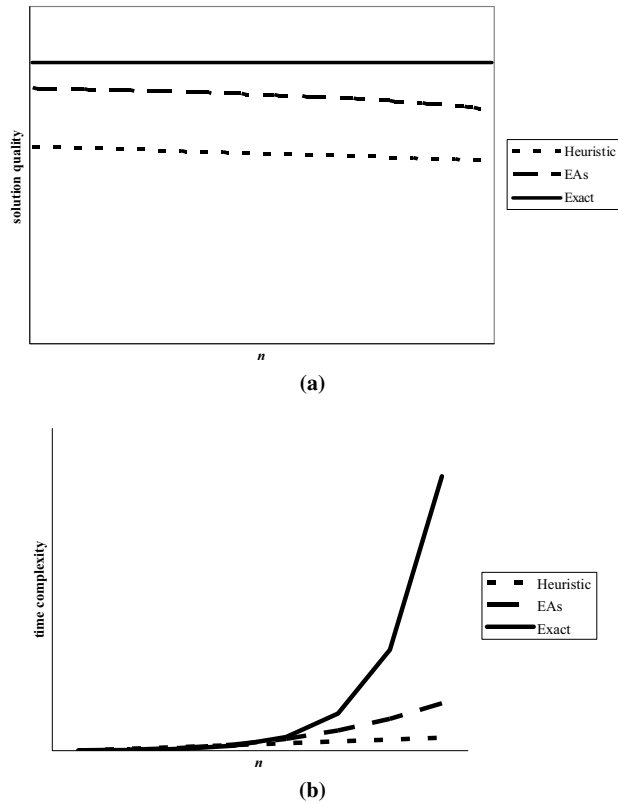 solution quality
Heuristic
EAs
Exact
n
(a)
time complexity
Heuristic
EAs
Exact
n
(b)